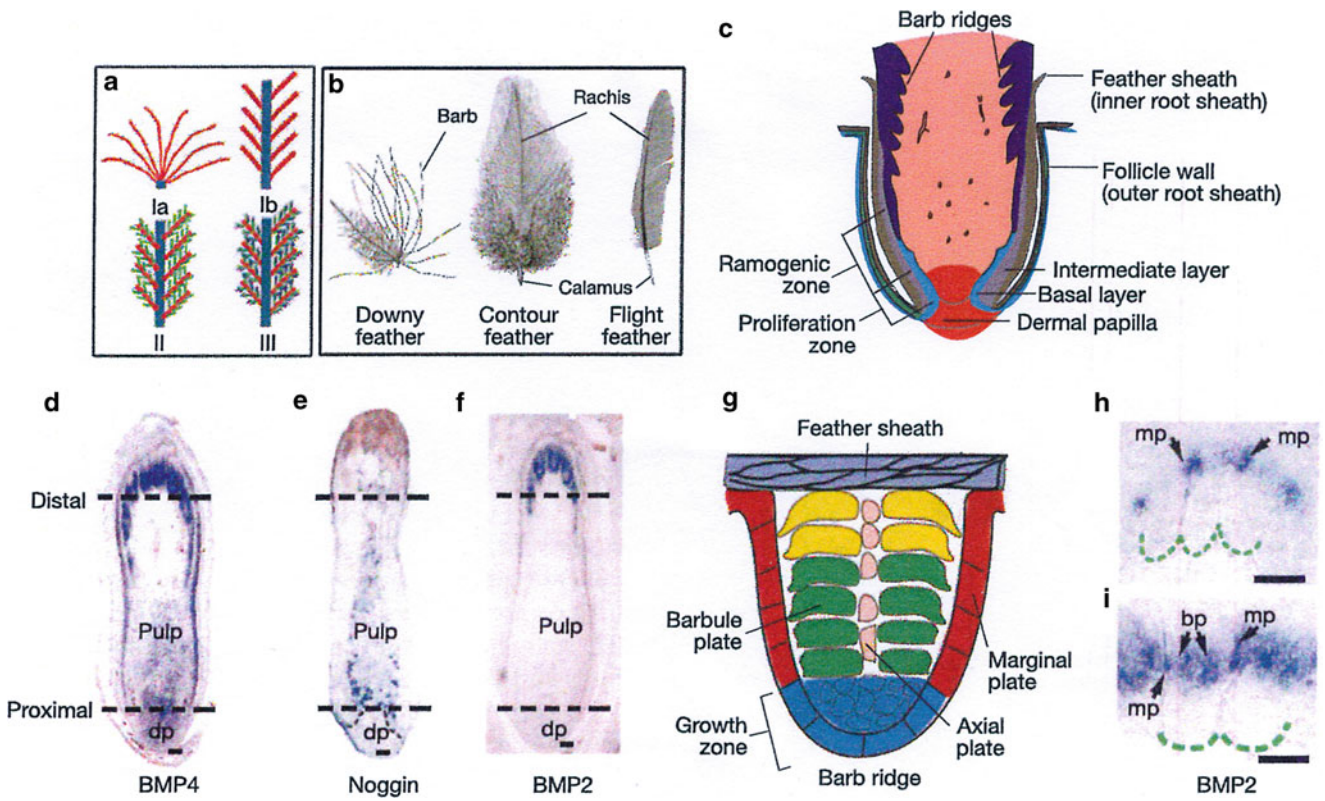 a
Ia
Ib
II
III
b
Barb
Rachis
Calamus
Downy
feather
Contour
feather
Flight
feather
c
Barb ridges
Feather sheath
(inner root sheath)
Follicle wall
(outer root sheath)
Ramogenic
zone
Proliferation
zone
Intermediate layer
Basal layer
Dermal papilla
d
Distal
Pulp
Proximal
dp
BMP4
e
Pulp
dp
Noggin
f
Pulp
dp
BMP2
g
Feather sheath
Barbule
plate
Marginal
plate
Growth
zone
Axial
plate
Barb ridge
h
mp
mp
i
bp
mp
mp
BMP2